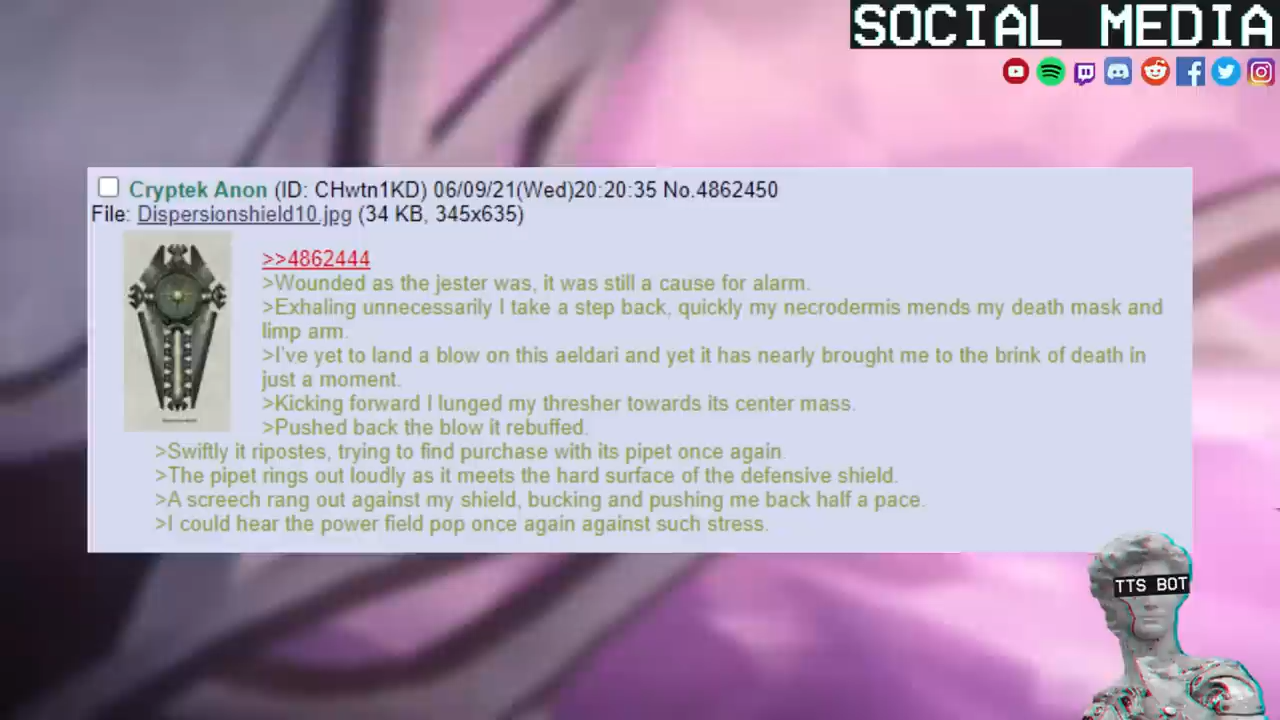 SOCIAL MEDIA
Cryptek Anon (ID: CHwtn1KD) 06/09/21(Wed)20:20:35 No.4862450
File: Dispersionshield10.jpg (34 KB, 345x635)
>>4862444
>Wounded as the jester was, it was still a cause for alarm.
>Exhaling unnecessarily I take a step back, quickly my necrodermis mends my death mask and
limp arm.
>I've yet to land a blow on this aeldari and yet it has nearly brought me to the brink of death in
just a moment.
>Kicking forward I lunged my thresher towards its center mass.
>Pushed back the blow it rebuffed.
>Swiftly it ripostes, trying to find purchase with its pipet once again.
>The pipet rings out loudly as it meets the hard surface of the defensive shield.
>A screech rang out against my shield, bucking and pushing me back half a pace.
>I could hear the power field pop once again against such stress.
TTS BOT